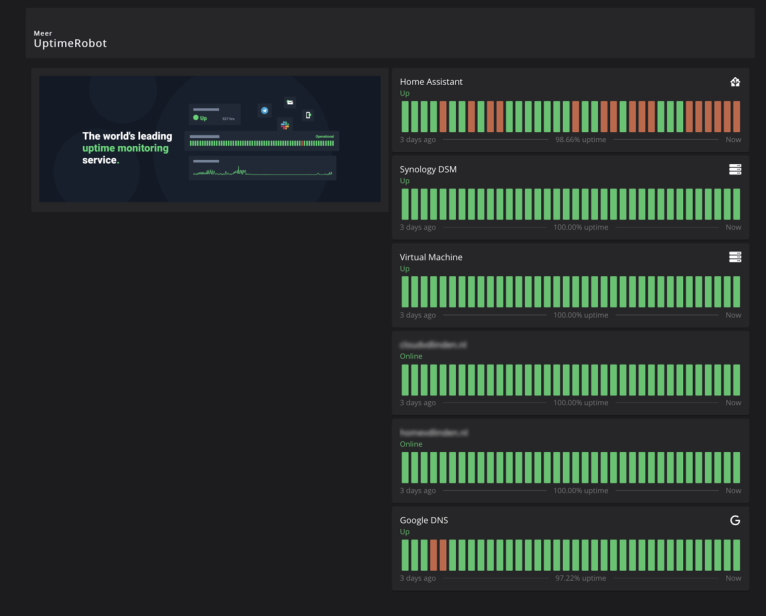 Meer
UptimeRobot
The world's leading
uptime monitoring
service.
Up
Operational
Home Assistant
Up
3 days ago 98.66% uptime Now
Synology DSM
Up
3 days ago 100.00% uptime Now
Virtual Machine
Up
3 days ago 100.00% uptime Now
Online
3 days ago 100.00% uptime Now
Online
3 days ago 100.00% uptime Now
Google DNS
Up
3 days ago 97.22% uptime Now